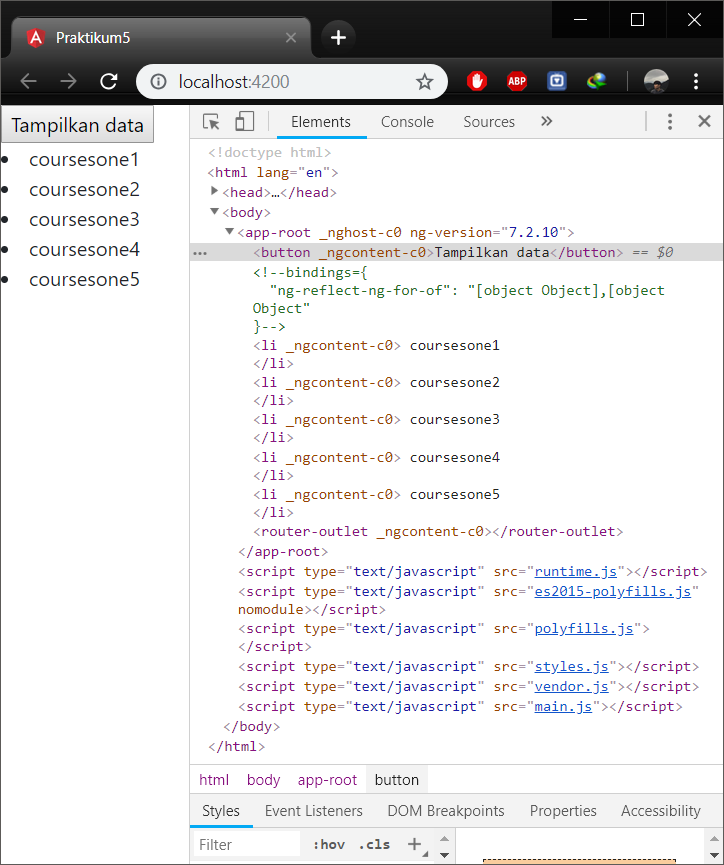 Praktikum5
localhost:4200
ABP
Tampilkan data
coursesone1
coursesone2
coursesone3
coursesone4
coursesone5
Elements Console Sources »
<!doctype html>
<html lang="en">
<head>…</head>
<body>
<app-root _nghost-c0 ng-version="7.2.10">
<button _ngcontent-c0>Tampilkan data</button> == $0
<!--bindings={
"ng-reflect-ng-for-of": "[object Object],[object
Object"
}-->
<li _ngcontent-c0> coursesone1
</li>
<li _ngcontent-c0> coursesone2
</li>
<li _ngcontent-c0> coursesone3
</li>
<li _ngcontent-c0> coursesone4
</li>
<li _ngcontent-c0> coursesone5
</li>
<router-outlet _ngcontent-c0></router-outlet>
</app-root>
<script type="text/javascript" src="runtime.js"></script>
<script type="text/javascript" src="es2015-polyfills.js"
nomodule></script>
<script type="text/javascript" src="polyfills.js">
</script>
<script type="text/javascript" src="styles.js"></script>
<script type="text/javascript" src="vendor.js"></script>
<script type="text/javascript" src="main.js"></script>
</body>
</html>
html body app-root button
Styles Event Listeners DOM Breakpoints Properties Accessibility
Filter :hov .cls +